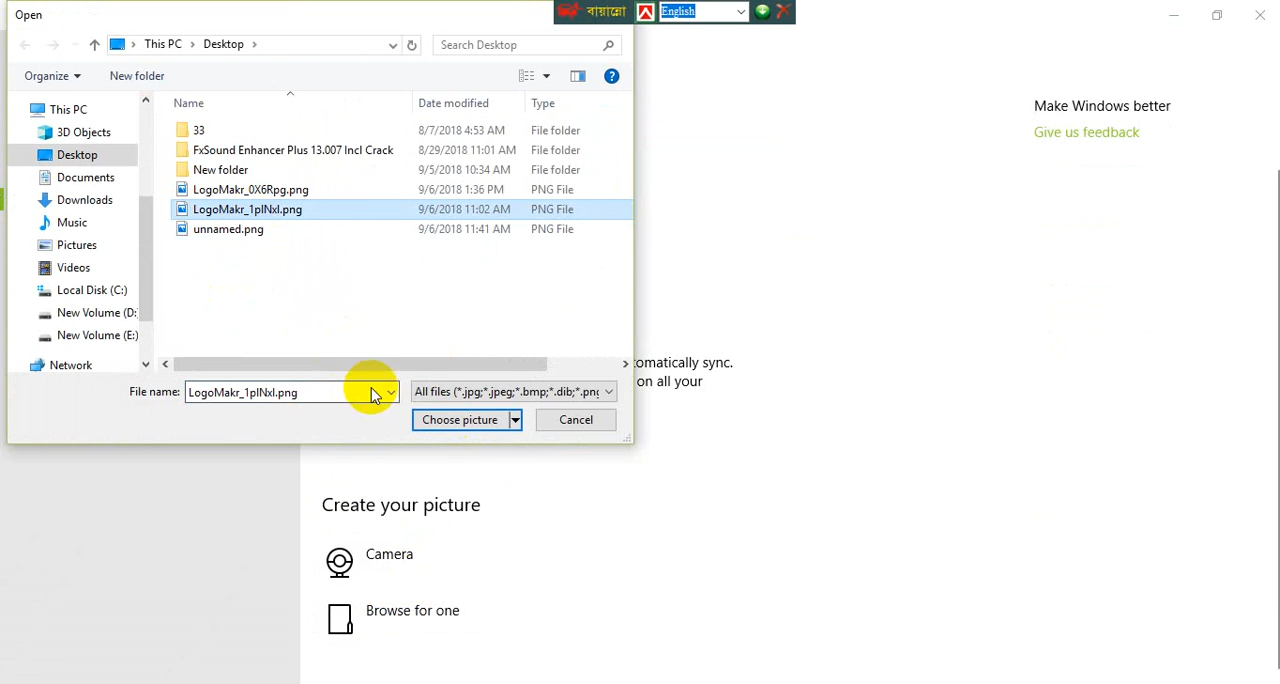 Open
বায়ান্নো
English
This PC
Desktop
Search Desktop
Organize
New folder
This PC
3D Objects
Desktop
Documents
Downloads
Music
Pictures
Videos
Local Disk (C:)
New Volume (D:
New Volume (E:)
Network
Name Date modified Type
33 8/7/2018 4:53 AM File folder
FxSound Enhancer Plus 13.007 Incl Crack 8/29/2018 11:01 AM File folder
New folder 9/5/2018 10:34 AM File folder
LogoMakr_0X6Rpg.png 9/6/2018 1:36 PM PNG File
LogoMakr_1plNxl.png 9/6/2018 11:02 AM PNG File
unnamed.png 9/6/2018 11:41 AM PNG File
File name: LogoMakr_1plNxl.png All files (*.jpg;*.jpeg;*.bmp;*.dib;*.png
Choose picture Cancel
Make Windows better
Give us feedback
omatically sync.
on all your
Create your picture
Camera
Browse for one